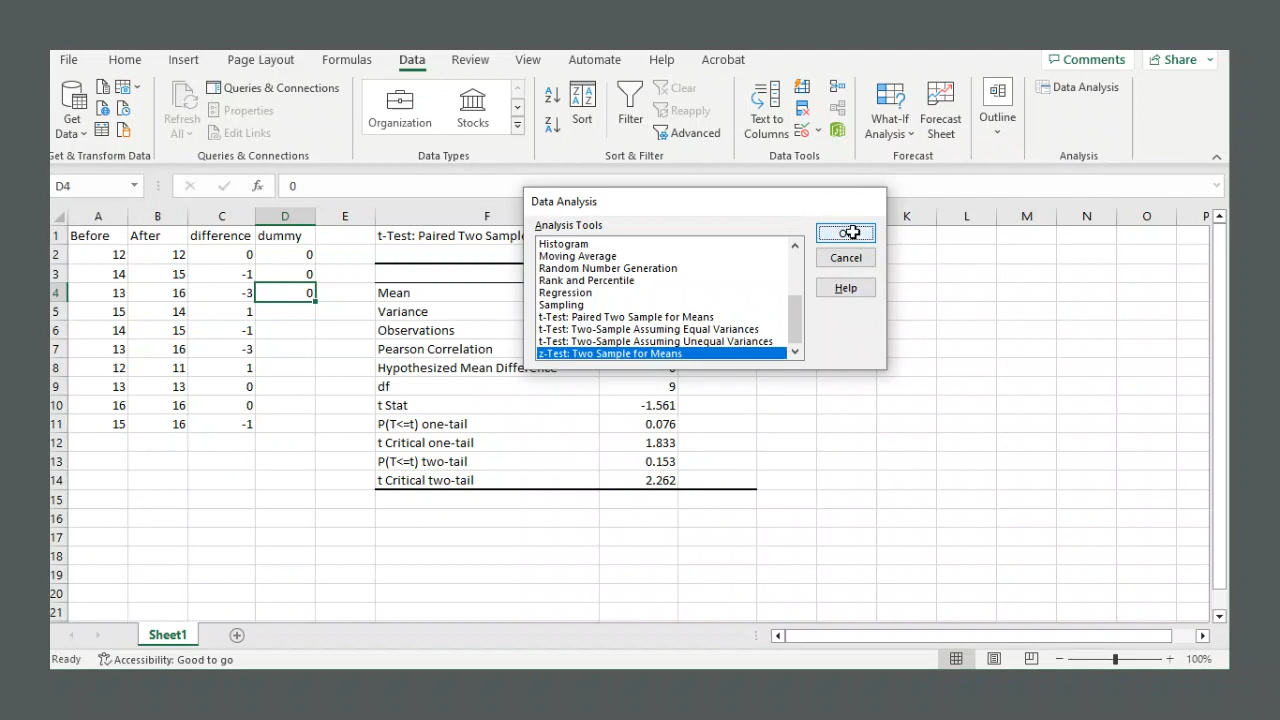 File Home Insert Page Layout Formulas Data Review View Automate Help Acrobat Comments Share
Get Data
Refresh All
Queries & Connections
Properties
Edit Links
Organization
Stocks
Sort
Filter
Clear
Reapply
Advanced
Text to Columns
What-If Analysis
Forecast Sheet
Outline
Data Analysis
Get & Transform Data Queries & Connections Data Types Sort & Filter Data Tools Forecast Analysis
D4 fx 0
Data Analysis
Analysis Tools
Histogram
Moving Average
Random Number Generation
Rank and Percentile
Regression
Sampling
t-Test: Paired Two Sample for Means
t-Test: Two-Sample Assuming Equal Variances
t-Test: Two-Sample Assuming Unequal Variances
z-Test: Two Sample for Means
Cancel
Help
A B C D E F K L M N O P
1 Before After difference dummy t-Test: Paired Two Sample
2 12 12 0 0
3 14 15 -1 0
4 13 16 -3 0 Mean
5 15 14 1 Variance
6 14 15 -1 Observations
7 13 16 -3 Pearson Correlation
8 12 11 1 Hypothesized Mean Difference
9 13 13 0 df 9
10 16 16 0 t Stat -1.561
11 15 16 -1 P(T<=t) one-tail 0.076
12 t Critical one-tail 1.833
13 P(T<=t) two-tail 0.153
14 t Critical two-tail 2.262
15
16
17
18
19
20
21
Sheet1
Ready Accessibility: Good to go 100%